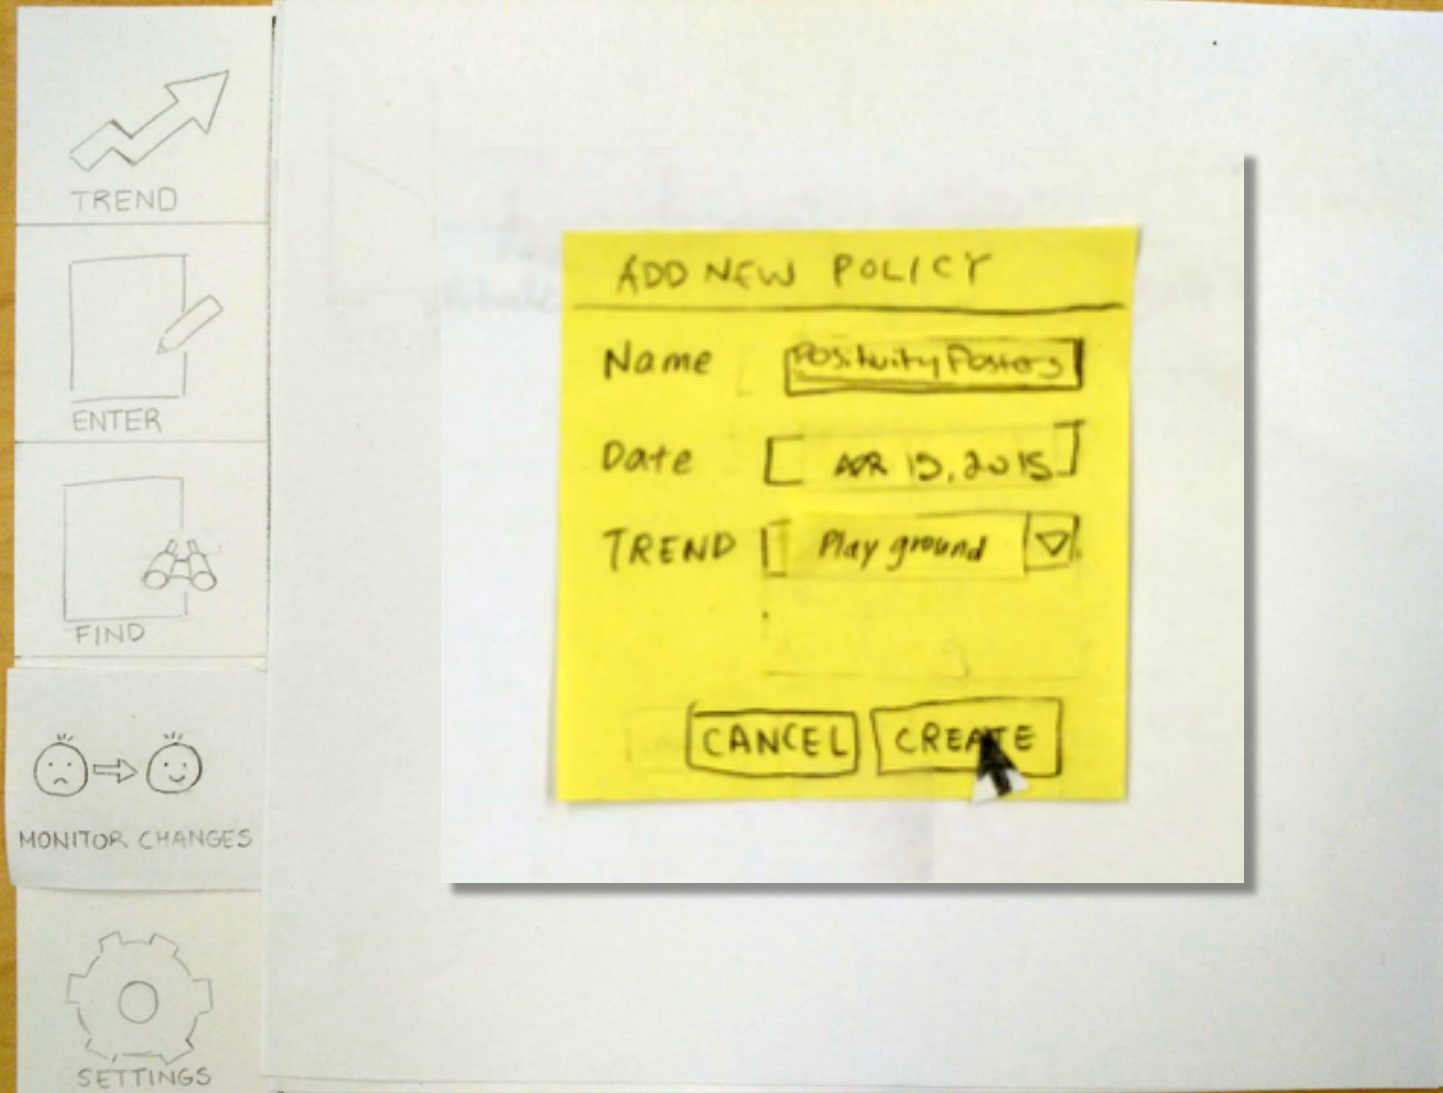 TREND
ENTER
FIND
MONITOR CHANGES
SETTINGS
ADD NEW POLICY
Name Positivity Posters
Date APR 15, 2015
TREND Play ground
CANCEL CREATE